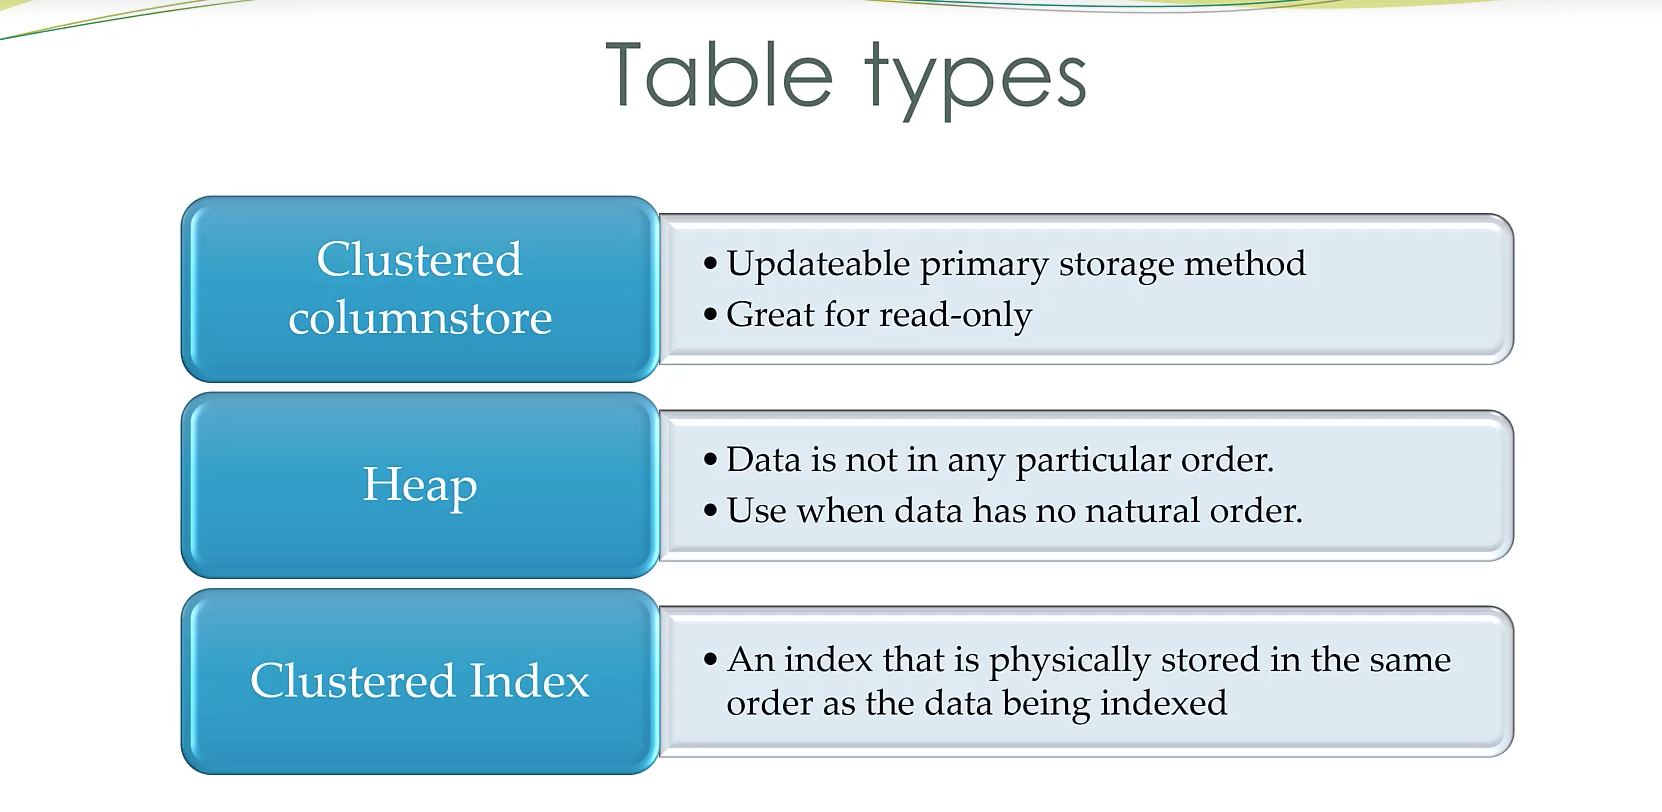 Table types
Clustered
columnstore
• Updateable primary storage method
• Great for read-only
Heap
• Data is not in any particular order.
• Use when data has no natural order.
Clustered Index
• An index that is physically stored in the same
order as the data being indexed